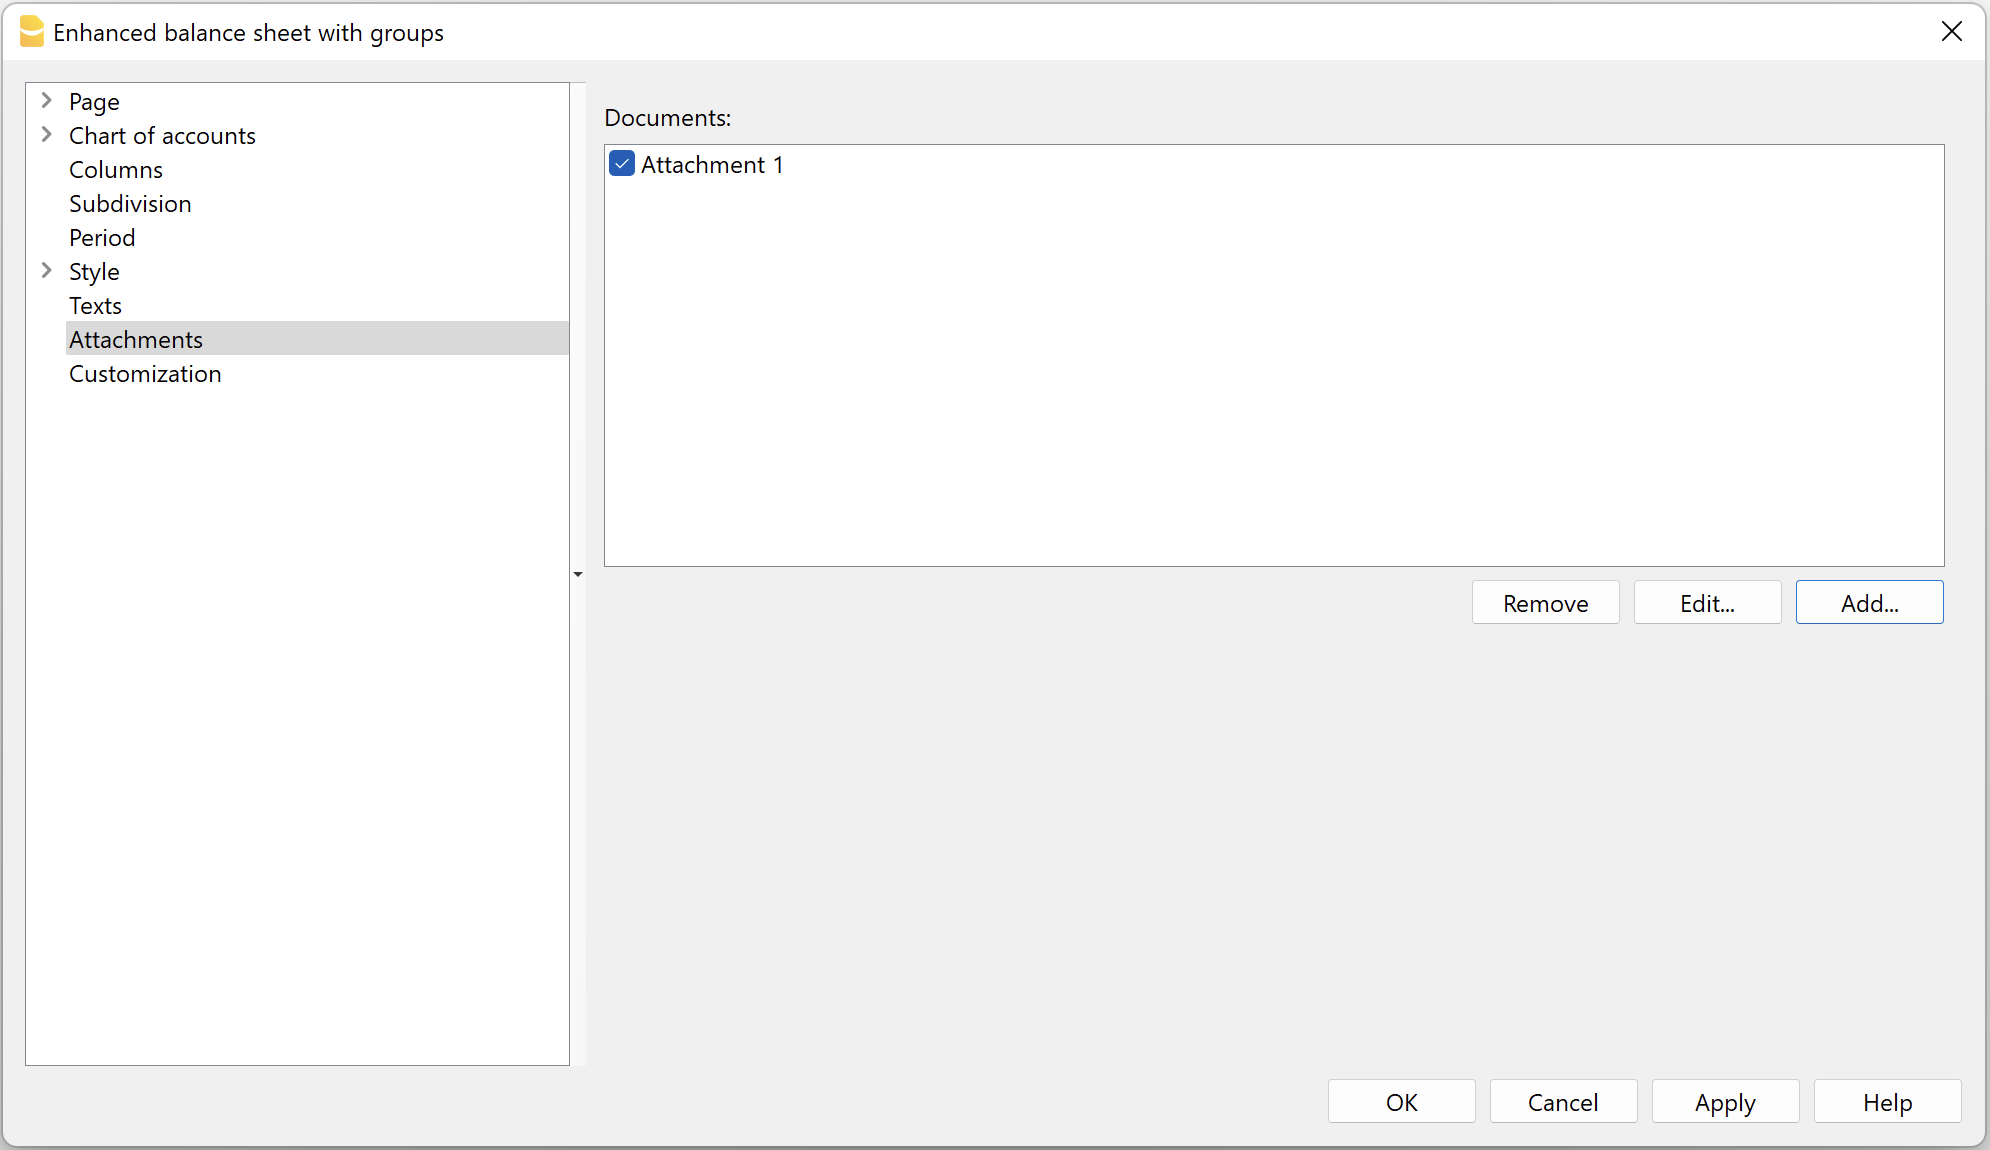 Enhanced balance sheet with groups
Page
Chart of accounts
Columns
Subdivision
Period
Style
Texts
Attachments
Customization
Documents:
Attachment 1
Remove
Edit...
Add...
OK
Cancel
Apply
Help